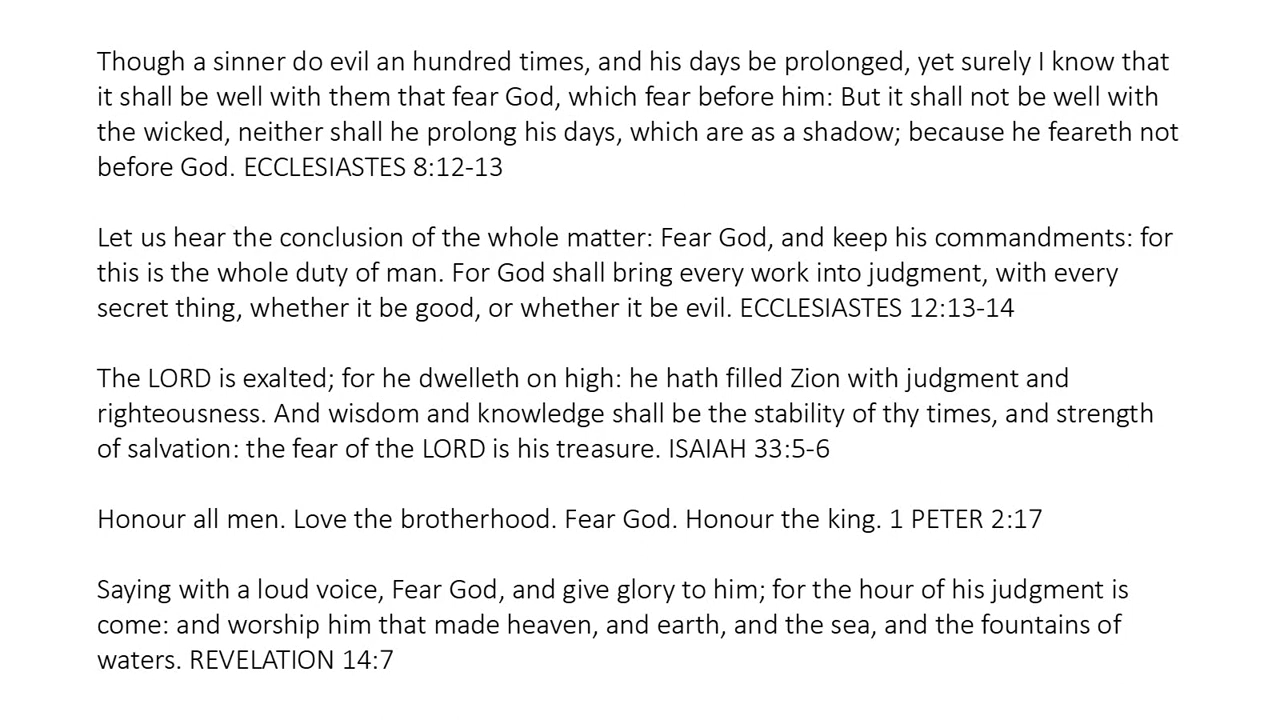 Though a sinner do evil an hundred times, and his days be prolonged, yet surely I know that
it shall be well with them that fear God, which fear before him: But it shall not be well with
the wicked, neither shall he prolong his days, which are as a shadow; because he feareth not
before God. ECCLESIASTES 8:12-13
Let us hear the conclusion of the whole matter: Fear God, and keep his commandments: for
this is the whole duty of man. For God shall bring every work into judgment, with every
secret thing, whether it be good, or whether it be evil. ECCLESIASTES 12:13-14
The LORD is exalted; for he dwelleth on high: he hath filled Zion with judgment and
righteousness. And wisdom and knowledge shall be the stability of thy times, and strength
of salvation: the fear of the LORD is his treasure. ISAIAH 33:5-6
Honour all men. Love the brotherhood. Fear God. Honour the king. 1 PETER 2:17
Saying with a loud voice, Fear God, and give glory to him; for the hour of his judgment is
come: and worship him that made heaven, and earth, and the sea, and the fountains of
waters. REVELATION 14:7